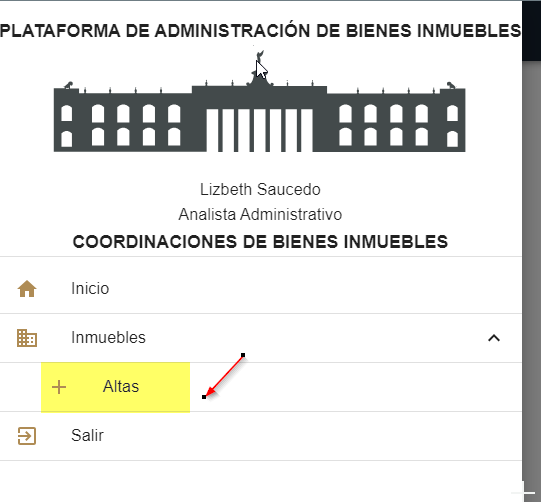 PLATAFORMA DE ADMINISTRACIÓN DE BIENES INMUEBLES
Lizbeth Saucedo
Analista Administrativo
COORDINACIONES DE BIENES INMUEBLES
Inicio
Inmuebles
Altas
Salir